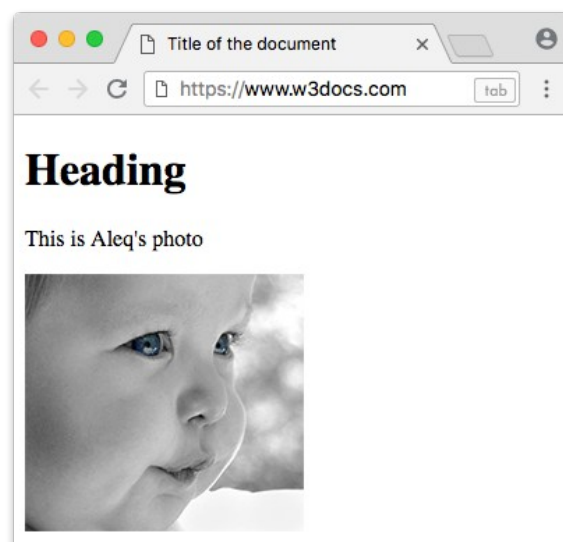 Title of the document
https://www.w3docs.com
tab
Heading
This is Aleq's photo